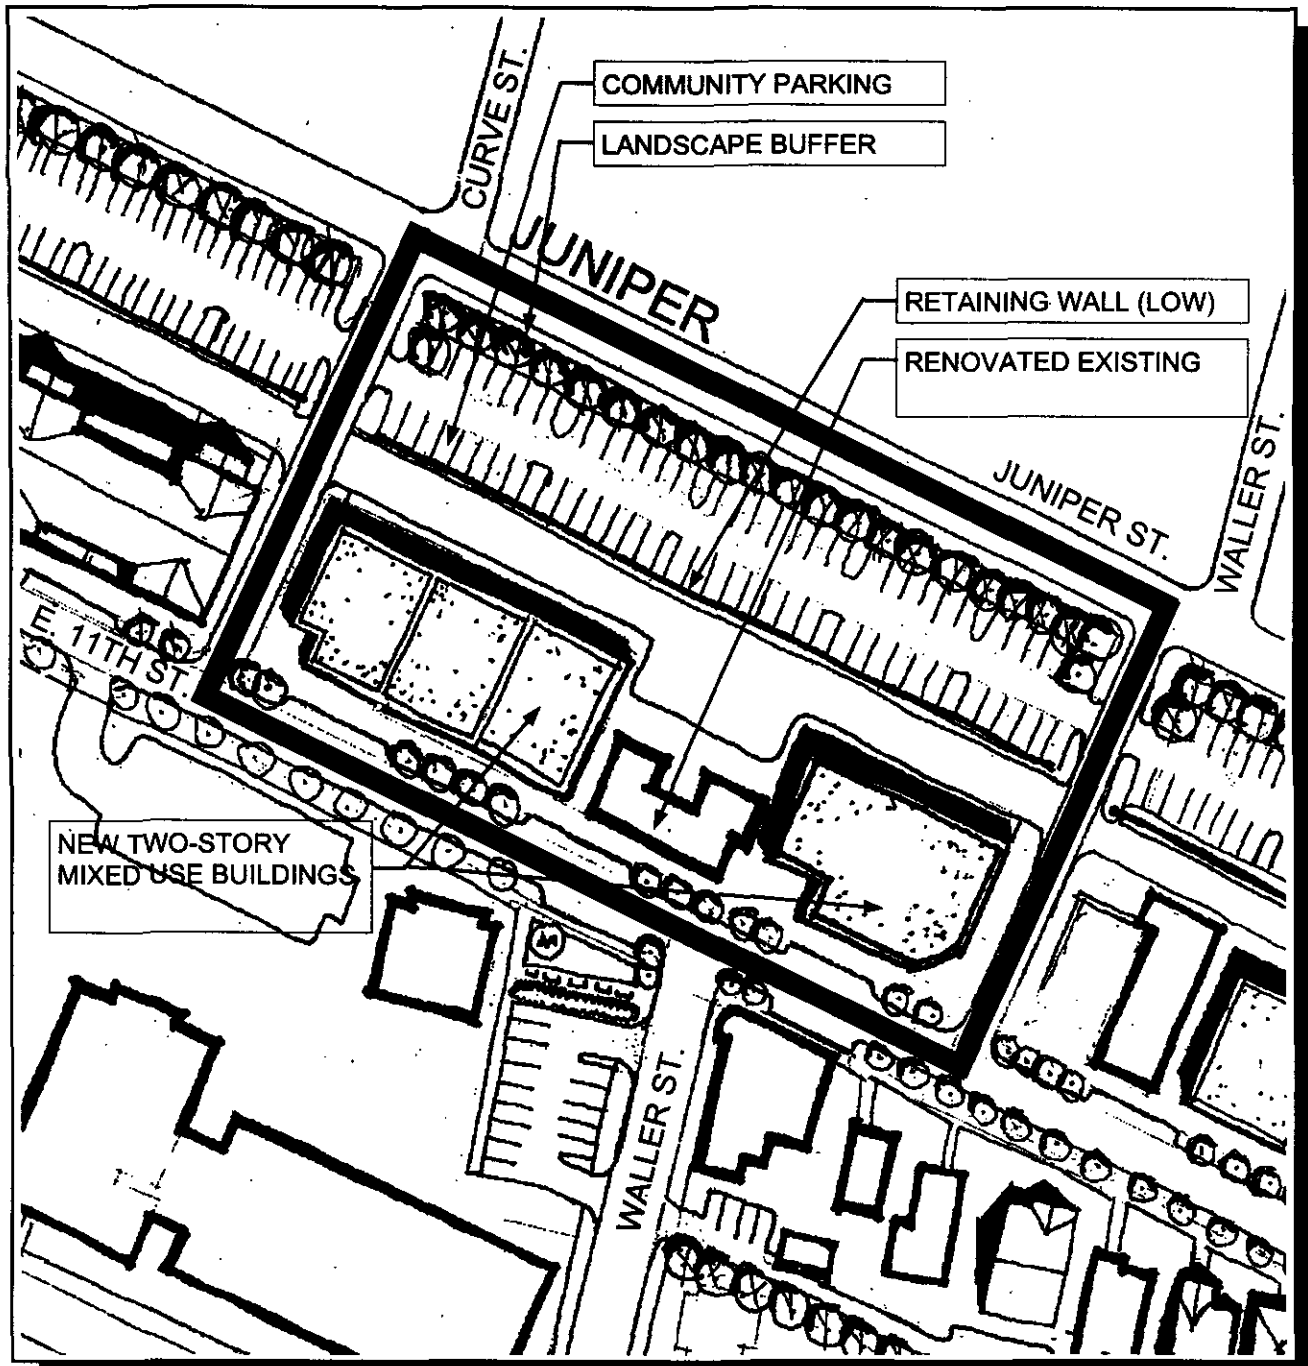 COMMUNITY PARKING
LANDSCAPE BUFFER
CURVE ST.
JUNIPER
RETAINING WALL (LOW)
RENOVATED EXISTING
JUNIPER ST.
WALLER ST.
E. 11TH ST
NEW TWO-STORY
MIXED USE BUILDINGS
WALLER ST.